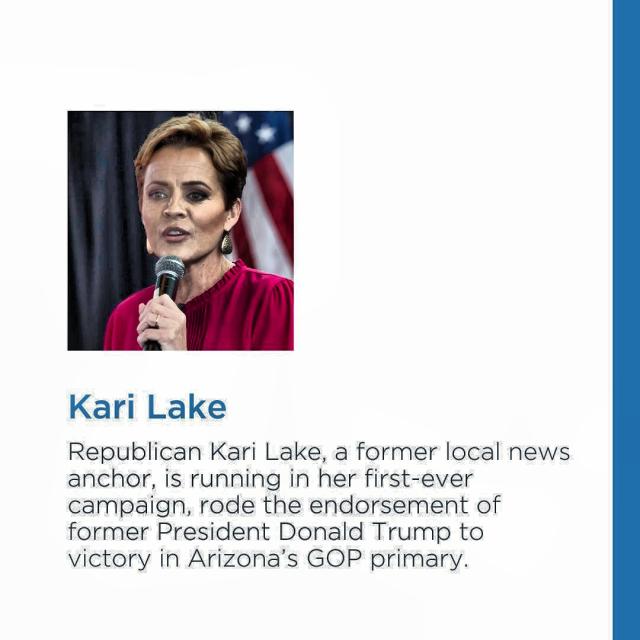 Kari Lake
Republican Kari Lake, a former local news
anchor, is running in her first-ever
campaign, rode the endorsement of
former President Donald Trump to
victory in Arizona’s GOP primary.